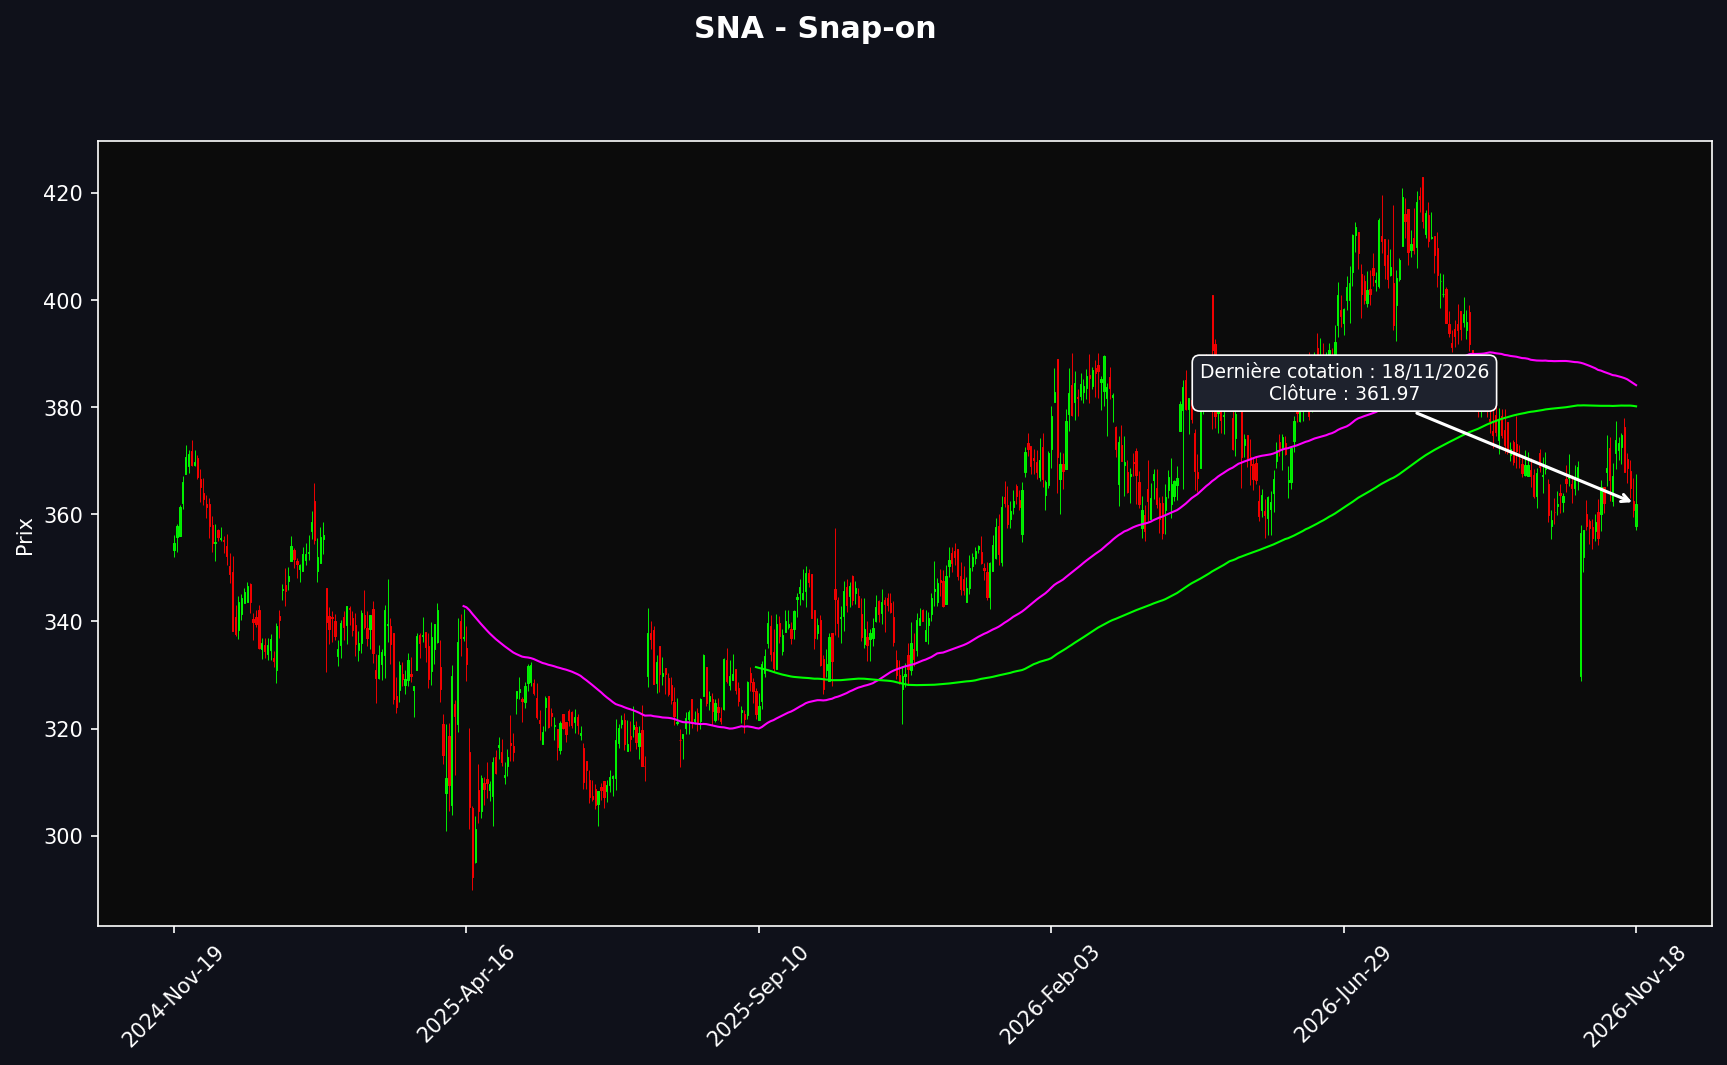 SNA - Snap-on
Prix
420
400
380
360
340
320
300
Dernière cotation : 18/11/2026
Clôture : 361.97
2024-Nov-19
2025-Apr-16
2025-Sep-10
2026-Feb-03
2026-Jun-29
2026-Nov-18